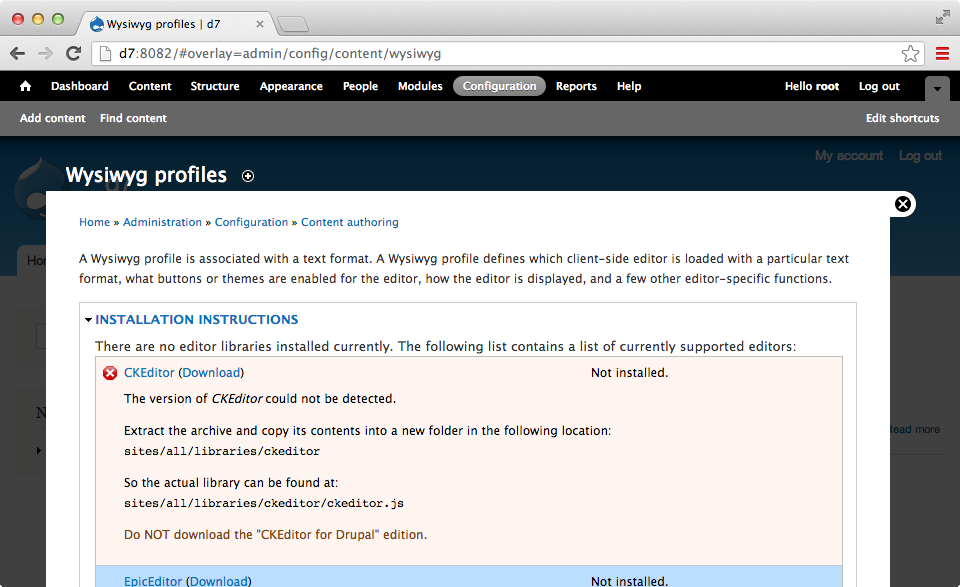 Wysiwyg profiles | d7
d7:8082/#overlay=admin/config/content/wysiwyg
Dashboard Content Structure Appearance People Modules Configuration Reports Help Hello root Log out
Add content Find content Edit shortcuts
My account Log out
Wysiwyg profiles
Home » Administration » Configuration » Content authoring
A Wysiwyg profile is associated with a text format. A Wysiwyg profile defines which client-side editor is loaded with a particular text
format, what buttons or themes are enabled for the editor, how the editor is displayed, and a few other editor-specific functions.
INSTALLATION INSTRUCTIONS
There are no editor libraries installed currently. The following list contains a list of currently supported editors:
CKEditor (Download) Not installed.
The version of CKEditor could not be detected.
Extract the archive and copy its contents into a new folder in the following location:
sites/all/libraries/ckeditor
So the actual library can be found at:
sites/all/libraries/ckeditor/ckeditor.js
Read more
Do NOT download the "CKEditor for Drupal" edition.
EpicEditor (Download) Not installed.